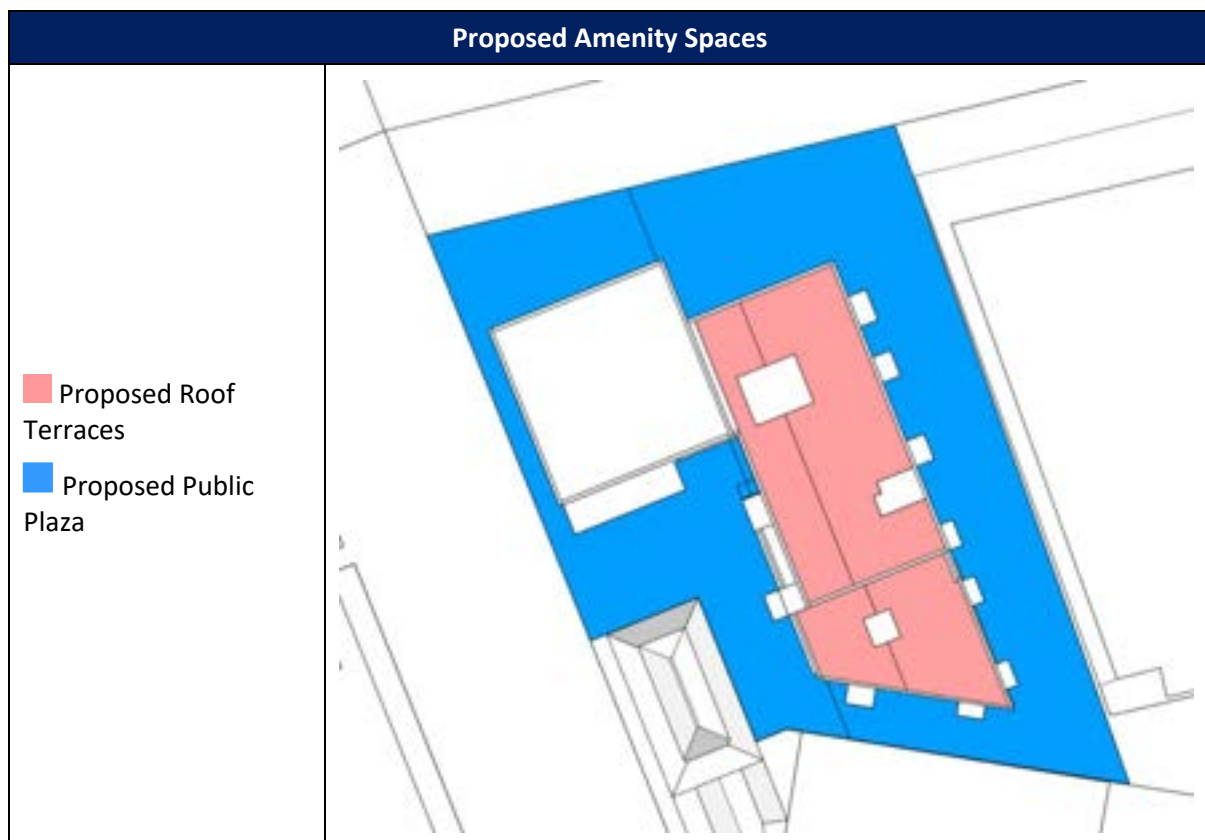 Proposed Amenity Spaces
Proposed Roof
Terraces
Proposed Public
Plaza